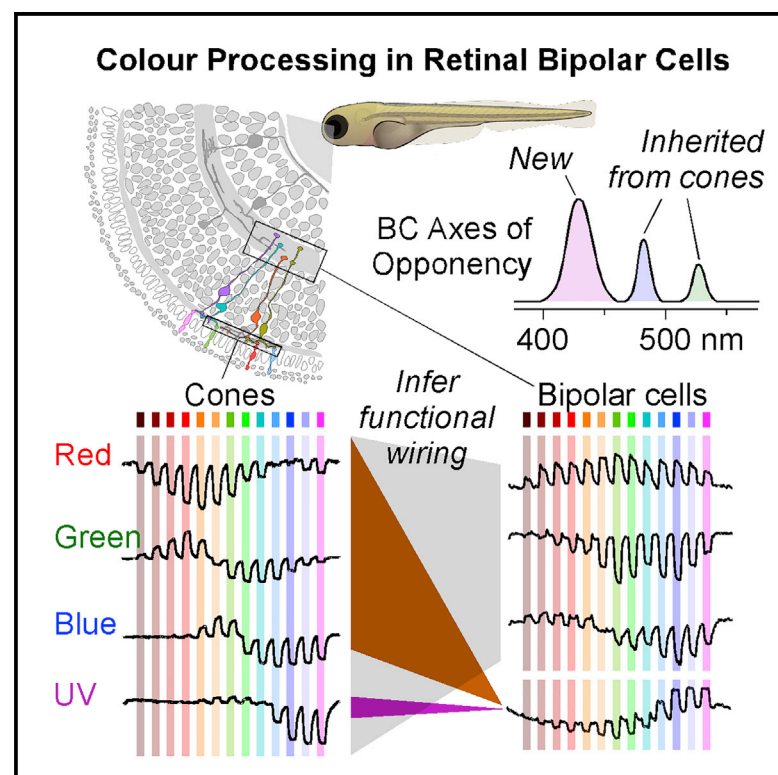 Colour Processing in Retinal Bipolar Cells
New
Inherited
from cones
BC Axes of
Opponency
400
500 nm
Cones
Infer
functional
wiring
Bipolar cells
Red
Green
Blue
UV